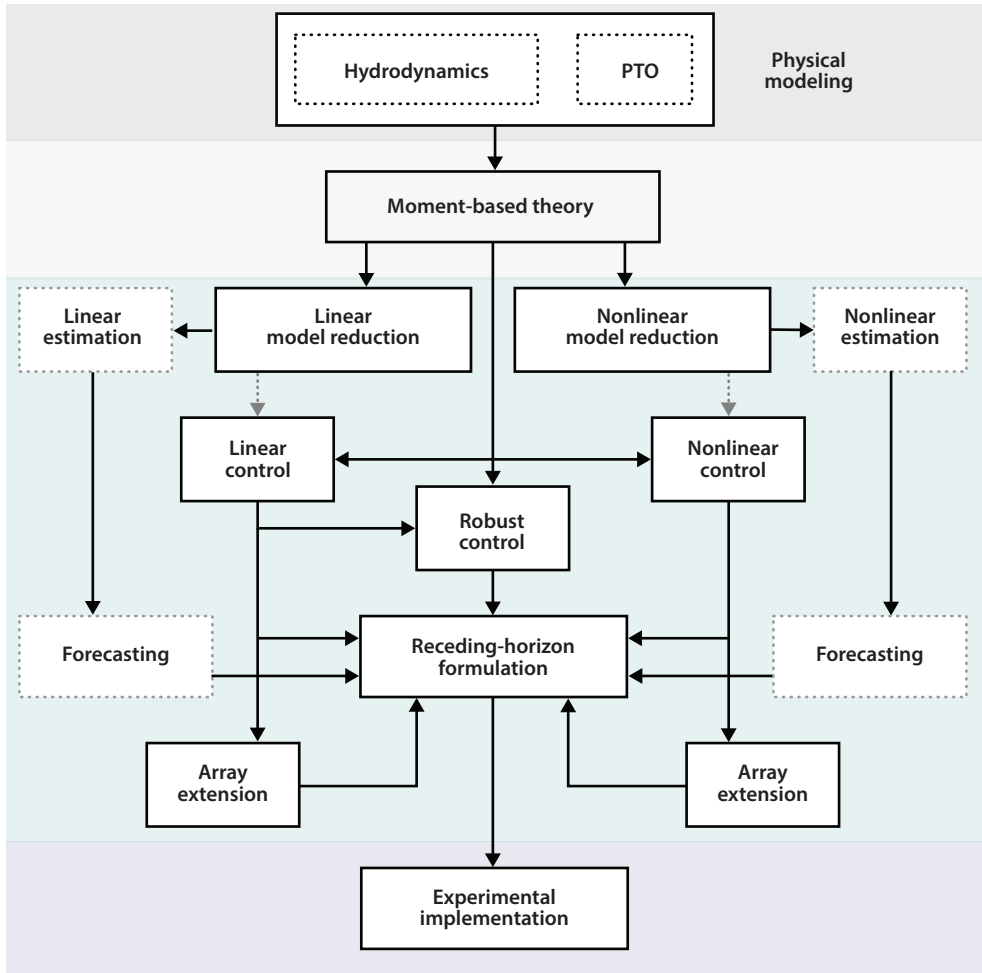 Hydrodynamics
PTO
Physical
modeling
Moment-based theory
Linear
estimation
Linear
model reduction
Nonlinear
model reduction
Nonlinear
estimation
Linear
control
Nonlinear
control
Robust
control
Forecasting
Receding-horizon
formulation
Forecasting
Array
extension
Array
extension
Experimental
implementation